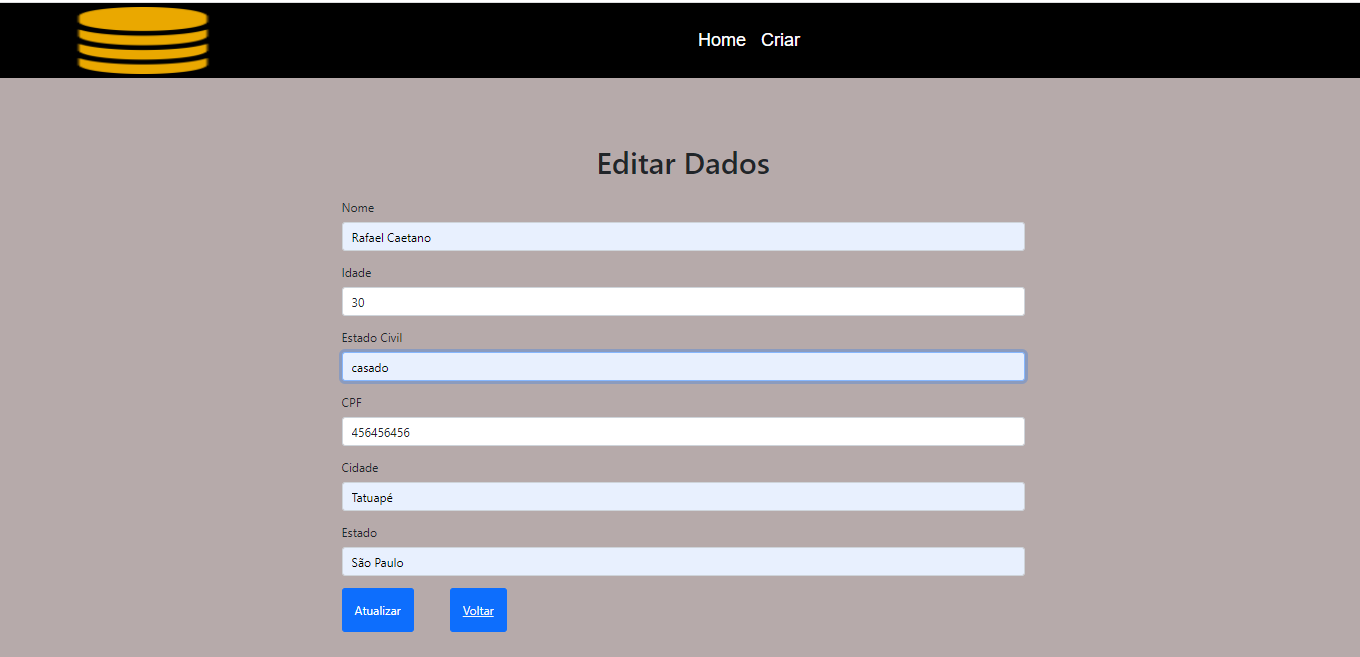 Home Criar
Editar Dados
Nome
Rafael Caetano
Idade
30
Estado Civil
casado
CPF
456456456
Cidade
Tatuapé
Estado
São Paulo
Atualizar Voltar